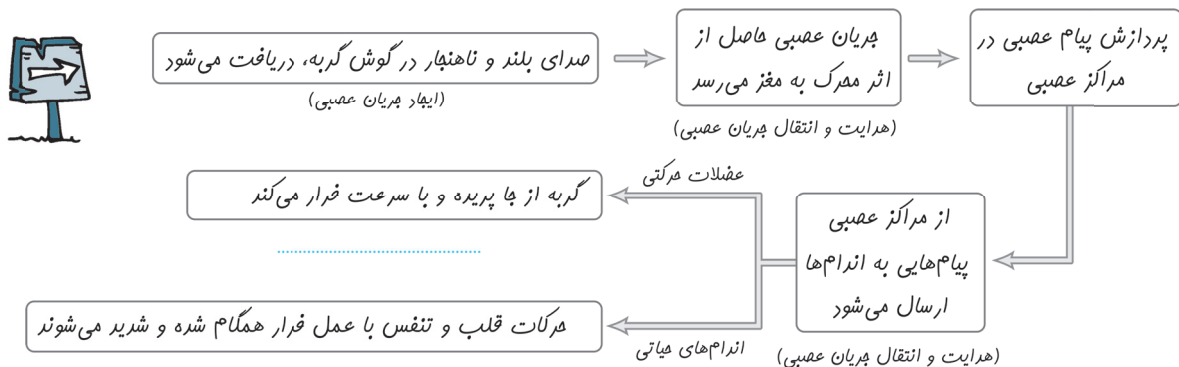 صدای بلند و ناهنجار در گوش گربه، دریافت می‌شود
(ایجاد جریان عصبی)
جریان عصبی حاصل از
اثر محرک به مغز می‌رسد
(هدایت و انتقال جریان عصبی)
پردازش پیام عصبی در
مراکز عصبی
از مراکز عصبی
پیام‌هایی به اندام‌ها
ارسال می‌شود
(هدایت و انتقال جریان عصبی)
عضلات حرکتی
گربه از جا پریده و با سرعت فرار می‌کند
اندام‌های حیاتی
حرکات قلب و تنفس با عمل فرار همگام شده و شدید می‌شوند